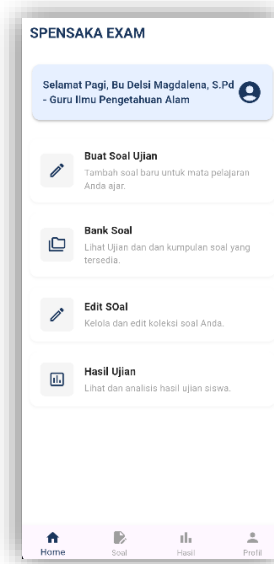 SPENSAKA EXAM
Selamat Pagi, Bu Delsi Magdalena, S.Pd
- Guru Ilmu Pengetahuan Alam
Buat Soal Ujian
Tambah soal baru untuk mata pelajaran
Anda ajar.
Bank Soal
Lihat Ujian dan dan kumpulan soal yang
tersedia.
Edit SOal
Kelola dan edit koleksi soal Anda.
Hasil Ujian
Lihat dan analisis hasil ujian siswa.
Home Soal Hasil Profil